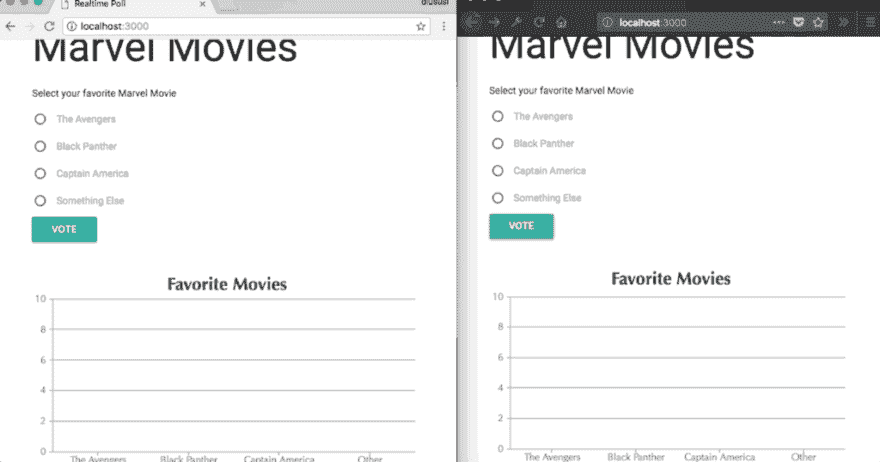 Realtime Poll
localhost:3000
Marvel Movies
Select your favorite Marvel Movie
The Avengers
Black Panther
Captain America
Something Else
VOTE
Favorite Movies
10
8
6
4
2
0
The Avengers Black Panther Captain America Other
localhost:3000
Marvel Movies
Select your favorite Marvel Movie
The Avengers
Black Panther
Captain America
Something Else
VOTE
Favorite Movies
10
8
6
4
2
0
The Avengers Black Panther Captain America Other